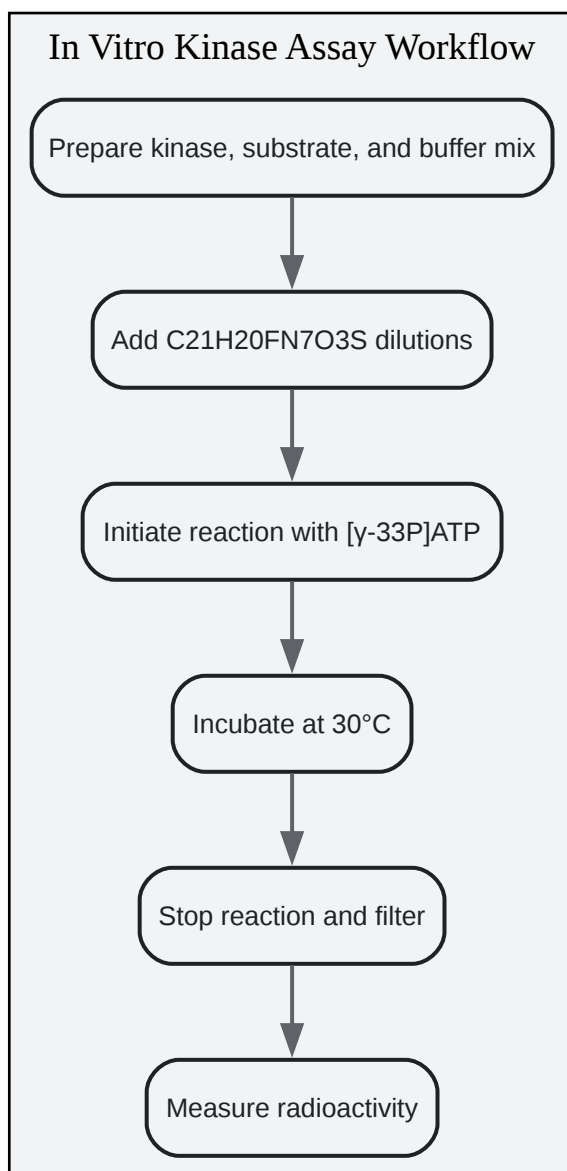 In Vitro Kinase Assay Workflow
Prepare kinase, substrate, and buffer mix
Add C21H20FN7O3S dilutions
Initiate reaction with [γ-33P]ATP
Incubate at 30°C
Stop reaction and filter
Measure radioactivity